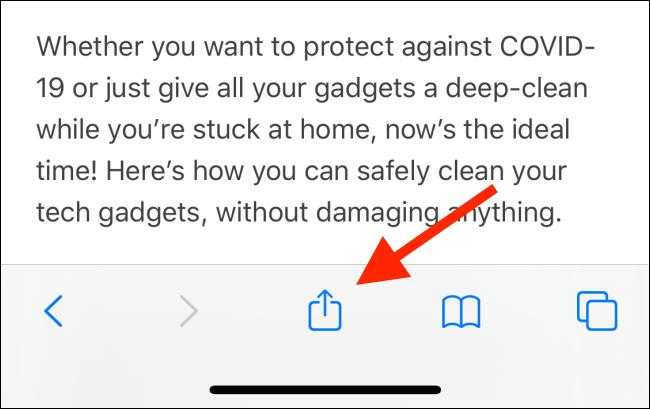 Whether you want to protect against COVID-
19 or just give all your gadgets a deep-clean
while you’re stuck at home, now’s the ideal
time! Here’s how you can safely clean your
tech gadgets, without damaging anything.